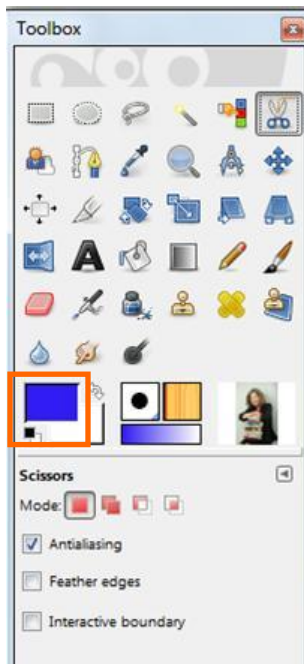 Toolbox
Scissors
Mode:
Antialiasing
Feather edges
Interactive boundary